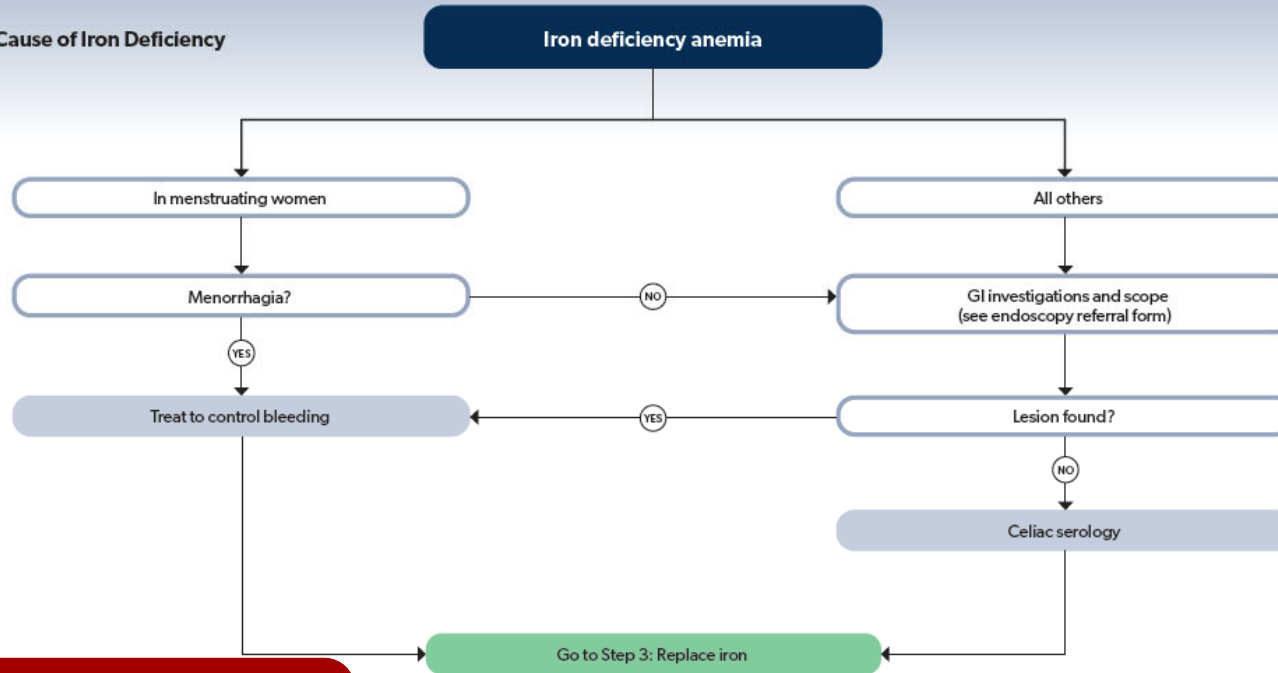 Cause of Iron Deficiency
Iron deficiency anemia
In menstruating women
All others
Menorrhagia?
NO
GI investigations and scope
(see endoscopy referral form)
YES
Treat to control bleeding
YES
Lesion found?
NO
Celiac serology
Go to Step 3: Replace iron